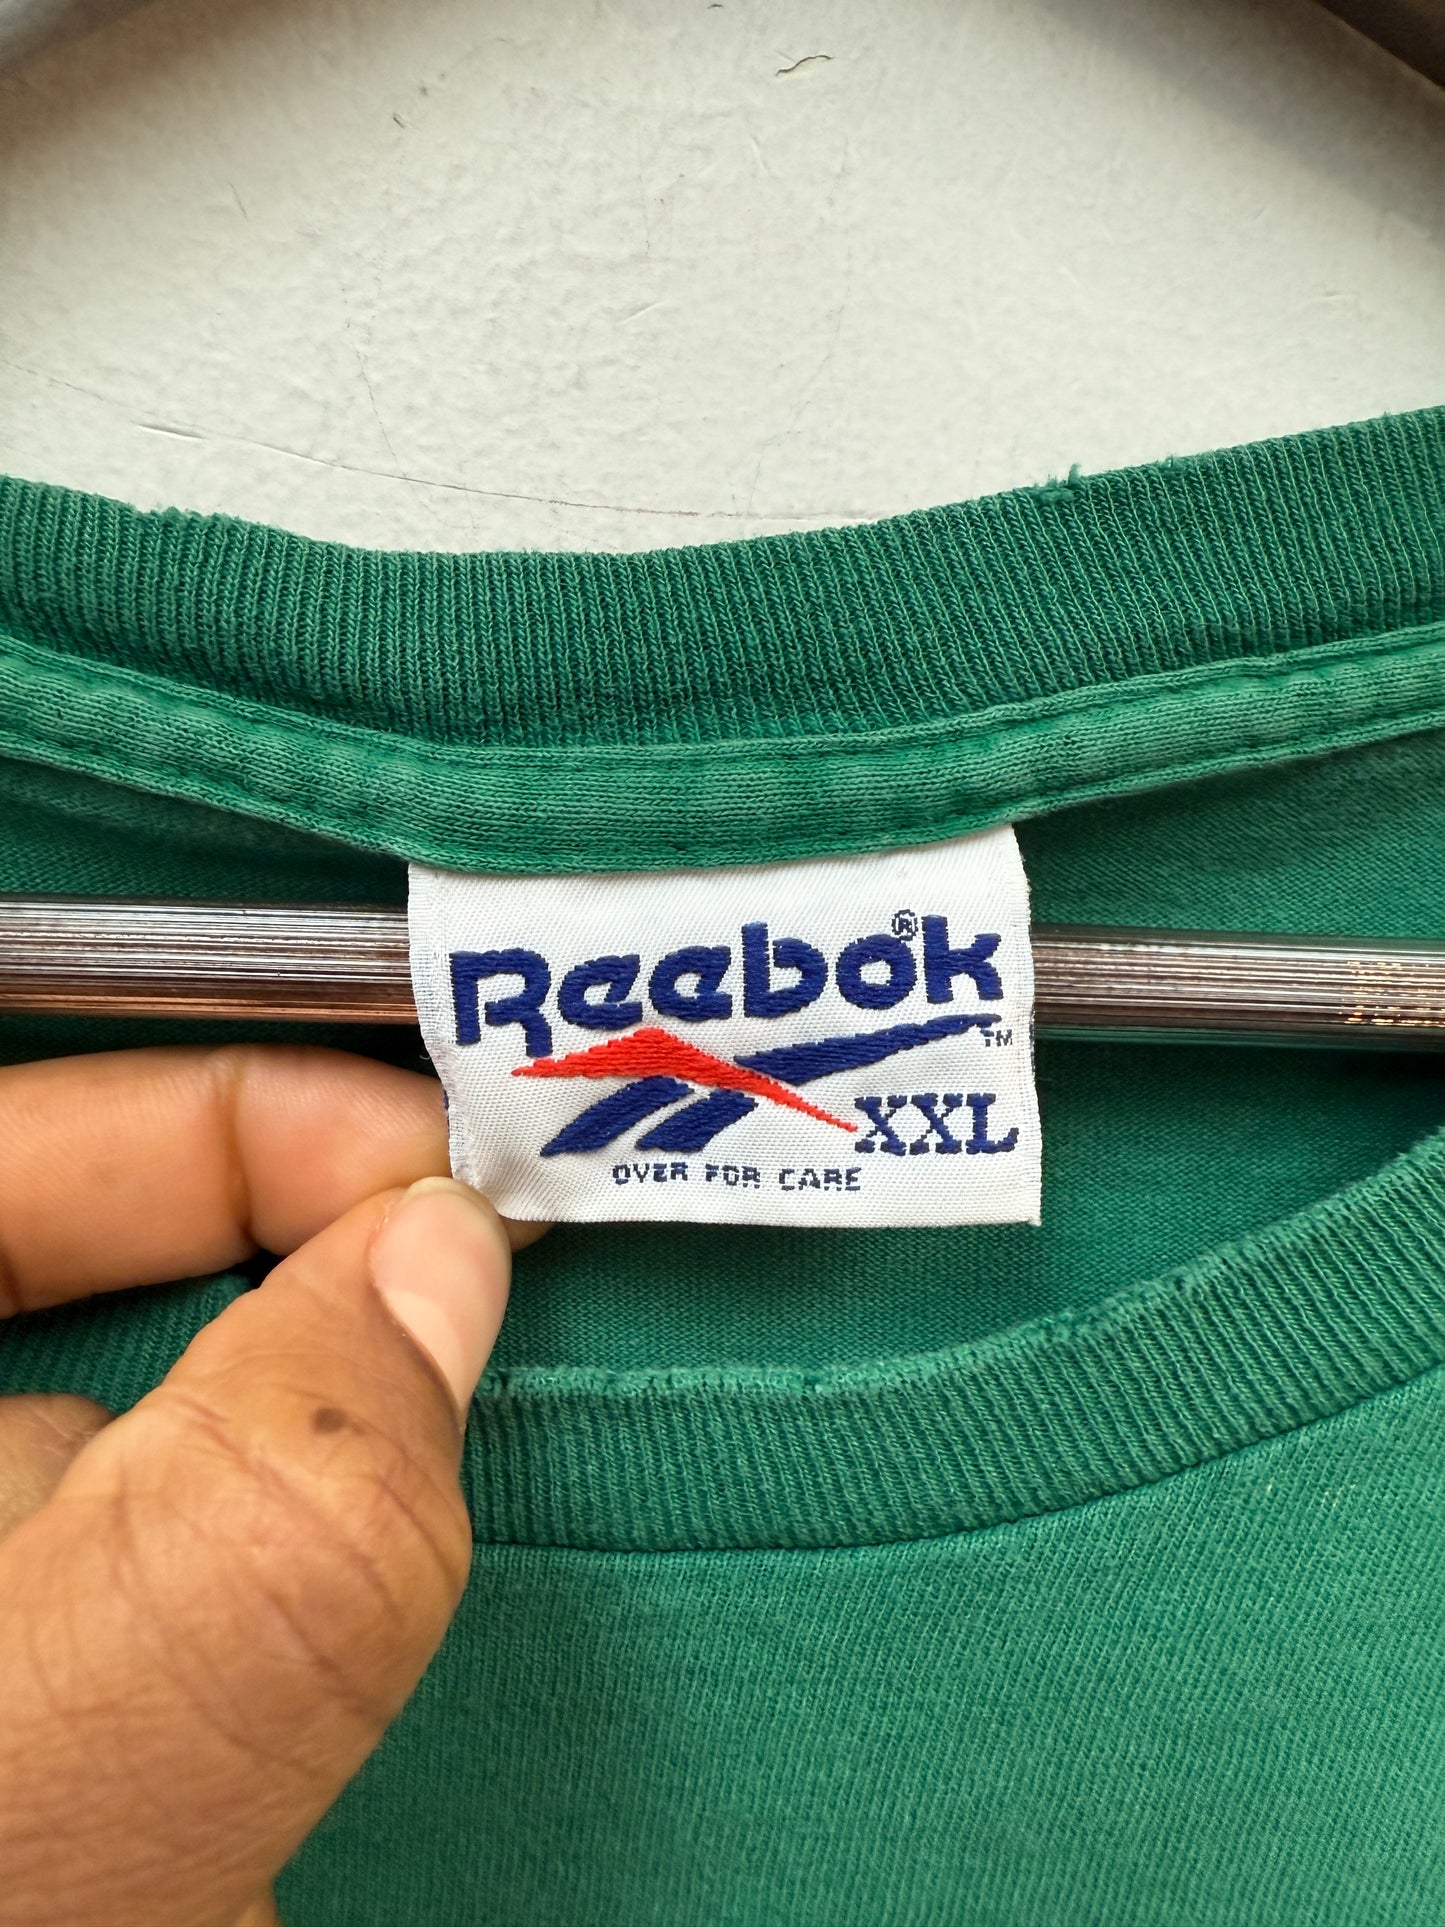 Reebok®
™
XXL
OVER FOR CARE